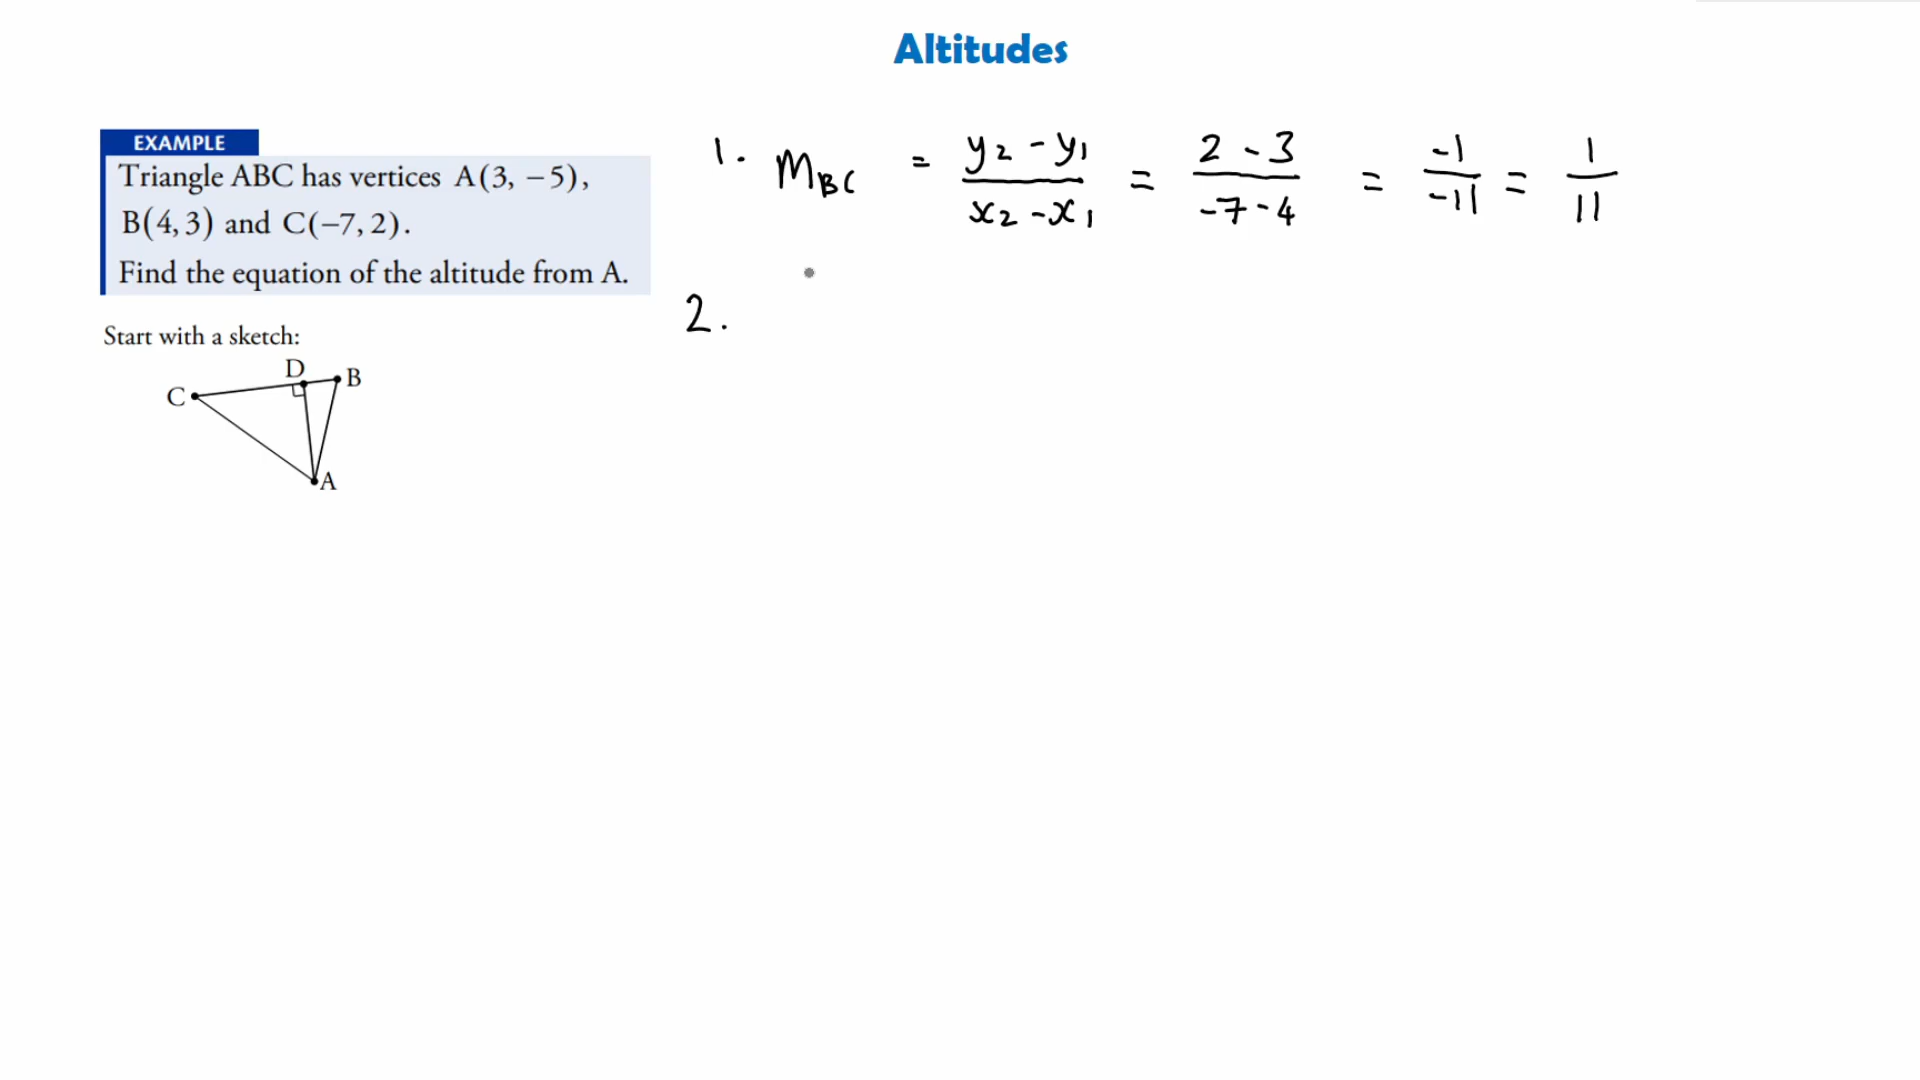 Altitudes
EXAMPLE
Triangle ABC has vertices A(3, −5),
B(4, 3) and C(−7, 2).
Find the equation of the altitude from A.
Start with a sketch:
D
B
C
A
1. m_BC = (y₂ - y₁)/(x₂ - x₁) = (2 - 3)/(-7 - 4) = -1/-11 = 1/11
2.